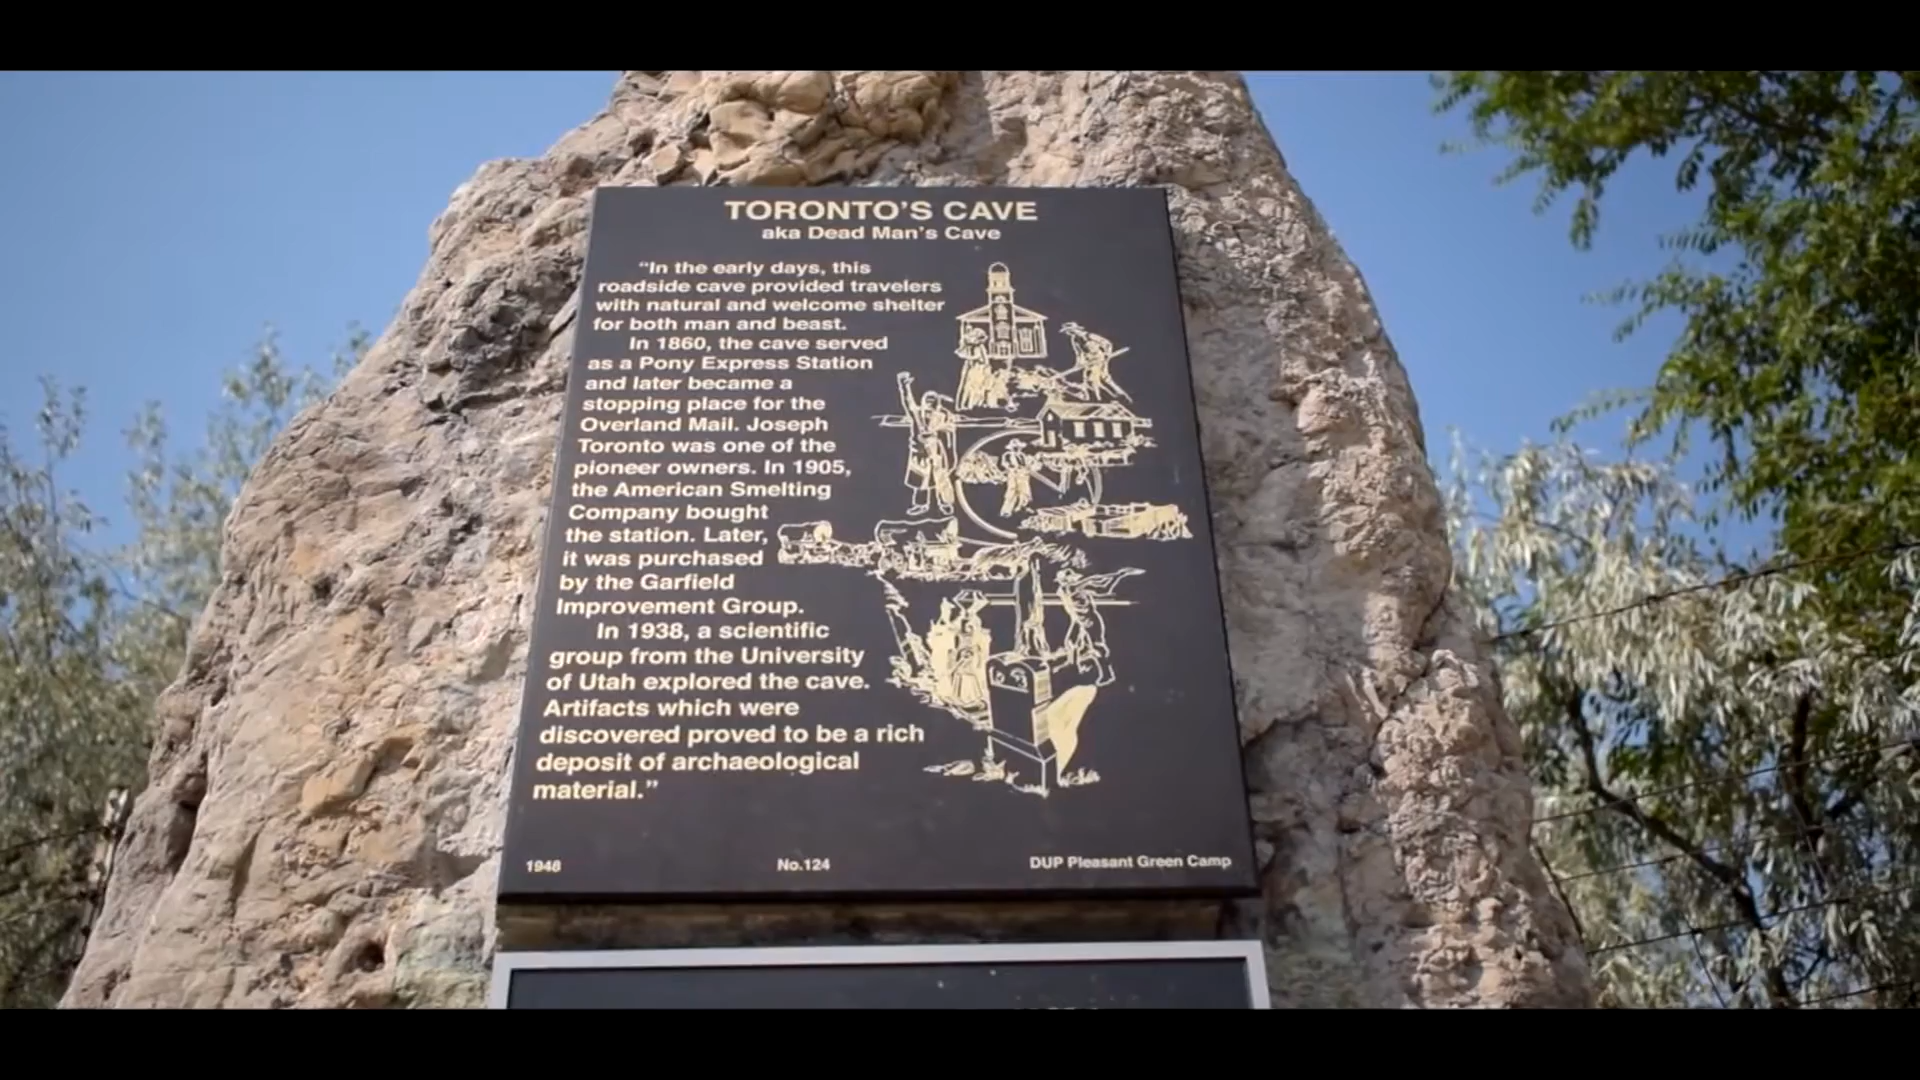 TORONTO'S CAVE
aka Dead Man's Cave
"In the early days, this
roadside cave provided travelers
with natural and welcome shelter
for both man and beast.
In 1860, the cave served
as a Pony Express Station
and later became a
stopping place for the
Overland Mail. Joseph
Toronto was one of the
pioneer owners. In 1905,
the American Smelting
Company bought
the station. Later,
it was purchased
by the Garfield
Improvement Group.
In 1938, a scientific
group from the University
of Utah explored the cave.
Artifacts which were
discovered proved to be a rich
deposit of archaeological
material."
1948 No.124 DUP Pleasant Green Camp